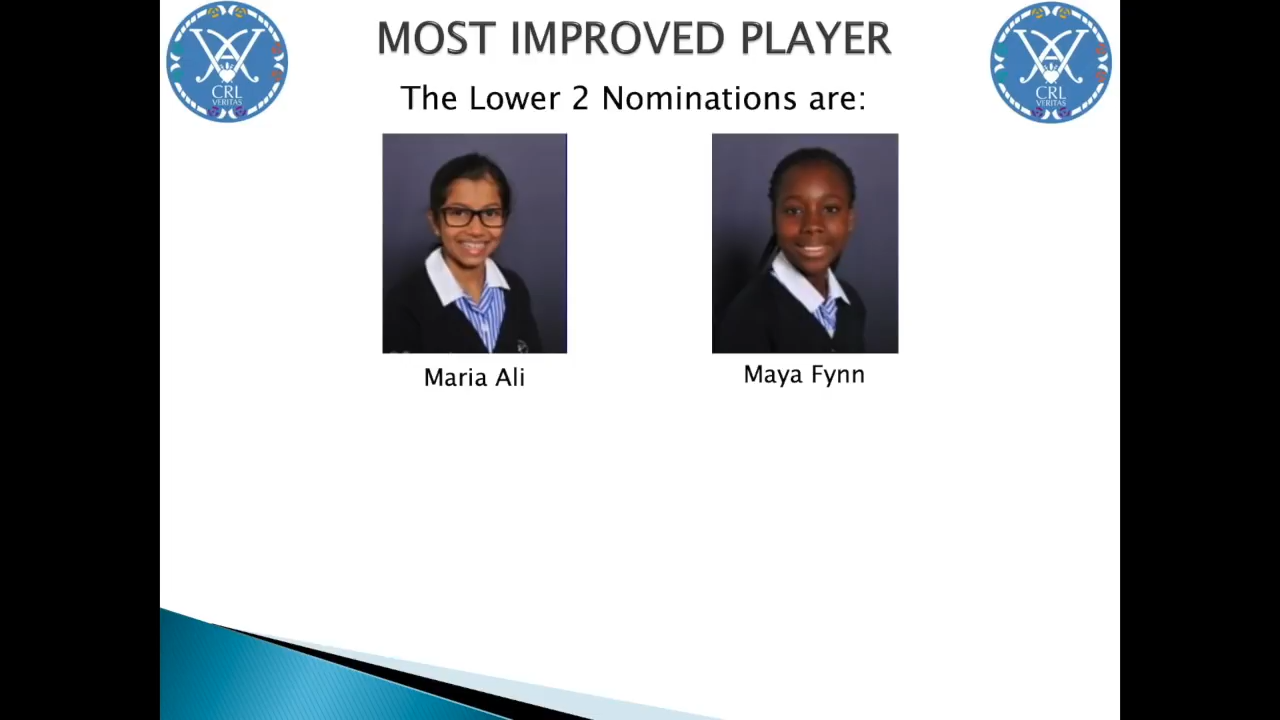 MOST IMPROVED PLAYER
The Lower 2 Nominations are:
CRL
VERITAS
CRL
VERITAS
Maria Ali
Maya Fynn